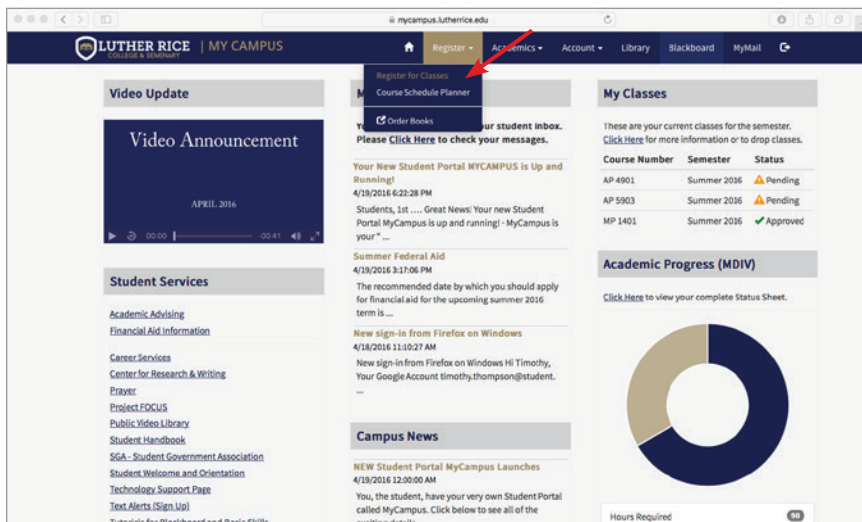 mycampus.lutherrice.edu
LUTHER RICE
COLLEGE & SEMINARY
MY CAMPUS
Register
Academics
Account
Library
Blackboard
MyMail
Register for Classes
Course Schedule Planner
Order Books
Video Update
Video Announcement
APRIL 2016
00:00
-00:41
Student Services
Academic Advising
Financial Aid Information
Career Services
Center for Research & Writing
Prayer
Project FOCUS
Public Video Library
Student Handbook
SGA - Student Government Association
Student Welcome and Orientation
Technology Support Page
Text Alerts (Sign Up)
Tutorials for Blackboard and Basic Skills
M
ur student inbox.
Please Click Here to check your messages.
Your New Student Portal MYCAMPUS is Up and
Running!
4/19/2016 6:22:28 PM
Students, 1st .... Great News! Your new Student
Portal MyCampus is up and running! - MyCampus is
your " ...
Summer Federal Aid
4/19/2016 3:17:06 PM
The recommended date by which you should apply
for financial aid for the upcoming summer 2016
term is ...
New sign-in from Firefox on Windows
4/18/2016 11:10:27 AM
New sign-in from Firefox on Windows Hi Timothy,
Your Google Account timothy.thompson@student.
...
Campus News
NEW Student Portal MyCampus Launches
4/19/2016 12:00:00 AM
You, the student, have your very own Student Portal
called MyCampus. Click below to see all of the
exciting details
My Classes
These are your current classes for the semester.
Click Here for more information or to drop classes.
Course Number Semester Status
AP 4901 Summer 2016 Pending
AP 5903 Summer 2016 Pending
MP 1401 Summer 2016 Approved
Academic Progress (MDIV)
Click Here to view your complete Status Sheet.
Hours Required 90